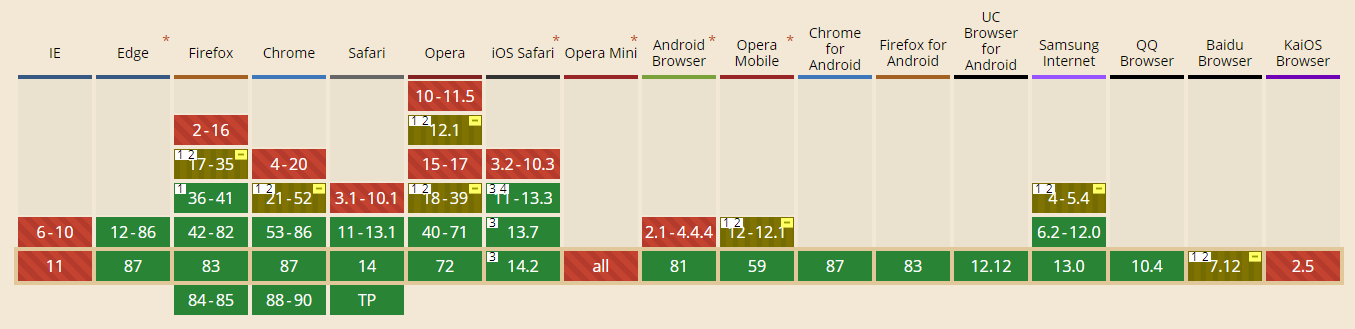 IE
Edge *
Firefox
Chrome
Safari
Opera
iOS Safari *
Opera Mini *
Android Browser *
Opera Mobile *
Chrome for Android
Firefox for Android
UC Browser for Android
Samsung Internet
QQ Browser
Baidu Browser
KaiOS Browser
10-11.5
2-16
1 2 12.1 -
1 2 17-35 -
4-20
15-17
3.2-10.3
1 36-41
1 2 21-52 -
3.1-10.1
1 2 18-39 -
3 4 11-13.3
1 2 4-5.4 -
6-10
12-86
42-82
53-86
11-13.1
40-71
3 13.7
2.1-4.4.4
1 2 12-12.1 -
6.2-12.0
11
87
83
87
14
72
3 14.2
all
81
59
87
83
12.12
13.0
10.4
1 2 7.12 -
2.5
84-85
88-90
TP